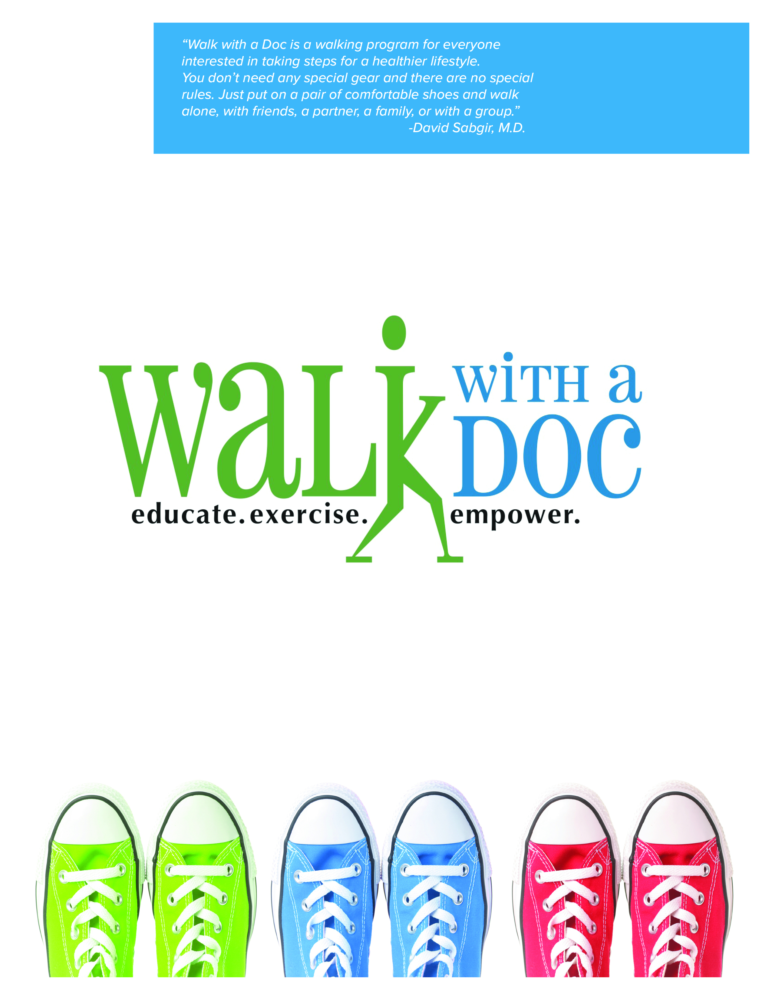 “Walk with a Doc is a walking program for everyone
interested in taking steps for a healthier lifestyle.
You don’t need any special gear and there are no special
rules. Just put on a pair of comfortable shoes and walk
alone, with friends, a partner, a family, or with a group.”
-David Sabgir, M.D.
WaLk
WiTH a
DOC
educate. exercise. empower.